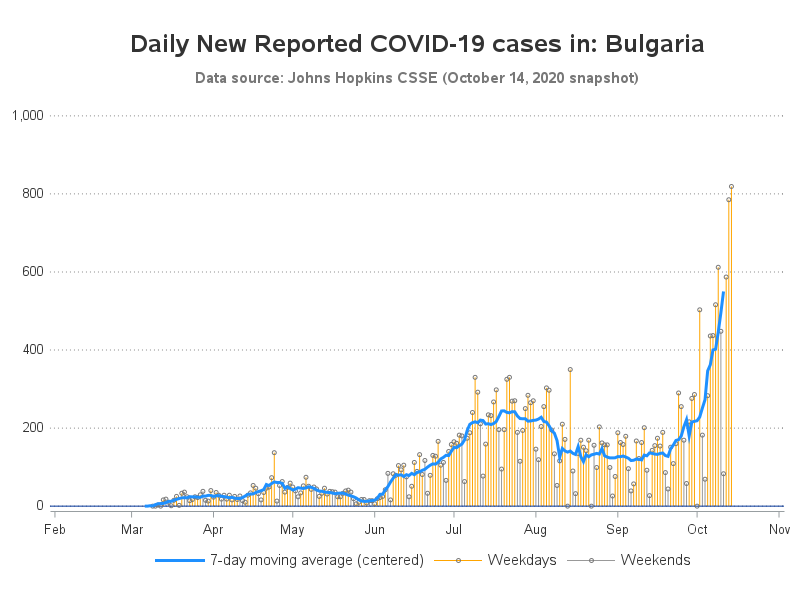 Daily New Reported COVID-19 cases in: Bulgaria
Data source: Johns Hopkins CSSE (October 14, 2020 snapshot)
1,000
800
600
400
200
0
Feb Mar Apr May Jun Jul Aug Sep Oct Nov
7-day moving average (centered) Weekdays Weekends